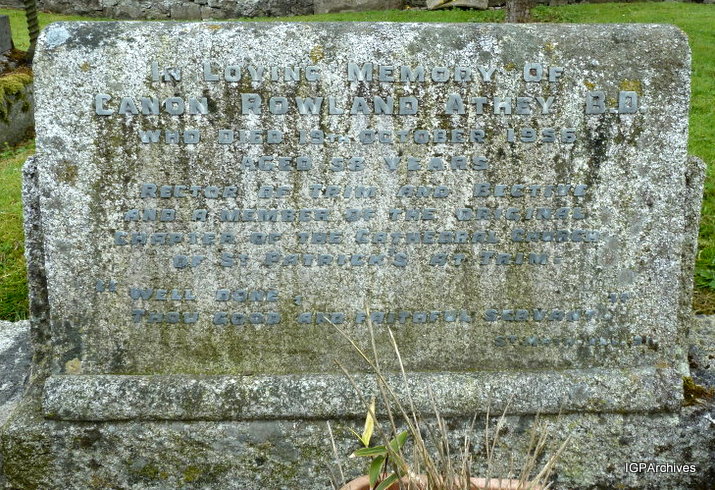 In Loving Memory Of
Canon Rowland Athey B.D
who died 19th October 1956
aged 58 years
Rector of Trim and Bective
and a member of the original
Chapter of the Cathedral Church
of St Patrick's at Trim
" Well done,
Thou good and faithful servant "
St. Matt.
IGPArchives